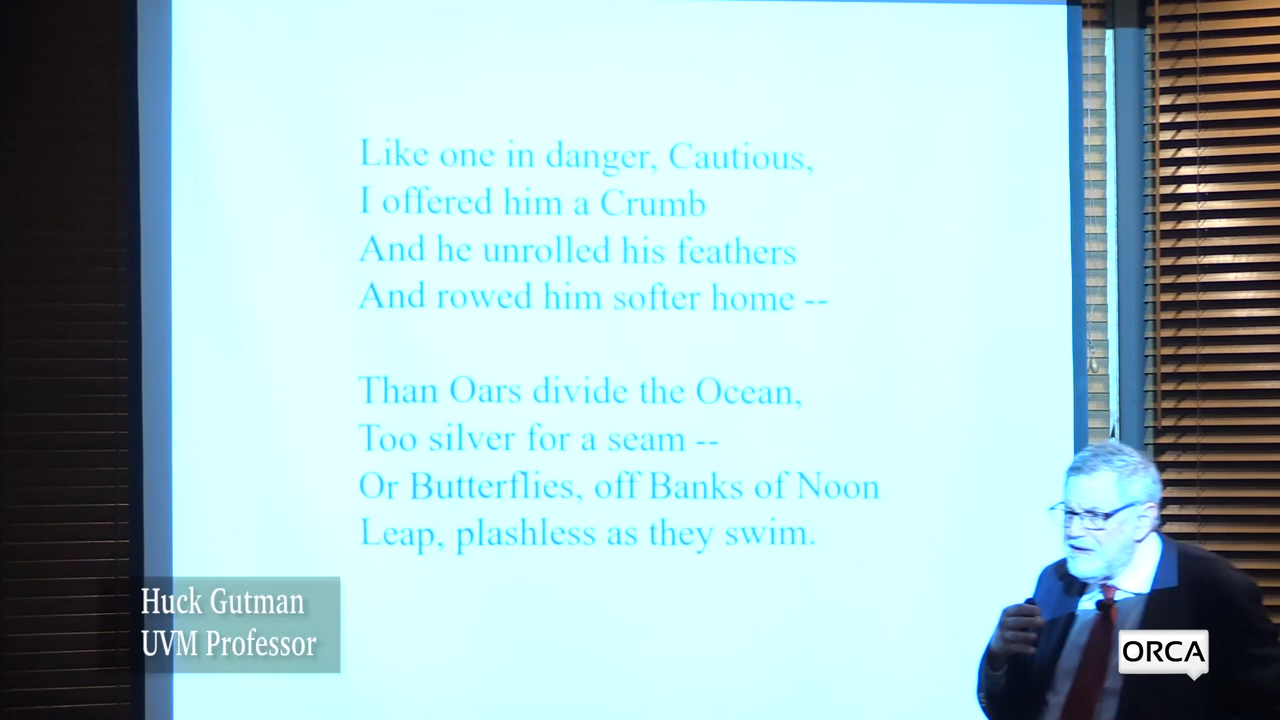 Like one in danger, Cautious,
I offered him a Crumb
And he unrolled his feathers
And rowed him softer home --
Than Oars divide the Ocean,
Too silver for a seam --
Or Butterflies, off Banks of Noon
Leap, plashless as they swim.
Huck Gutman
UVM Professor
ORCA